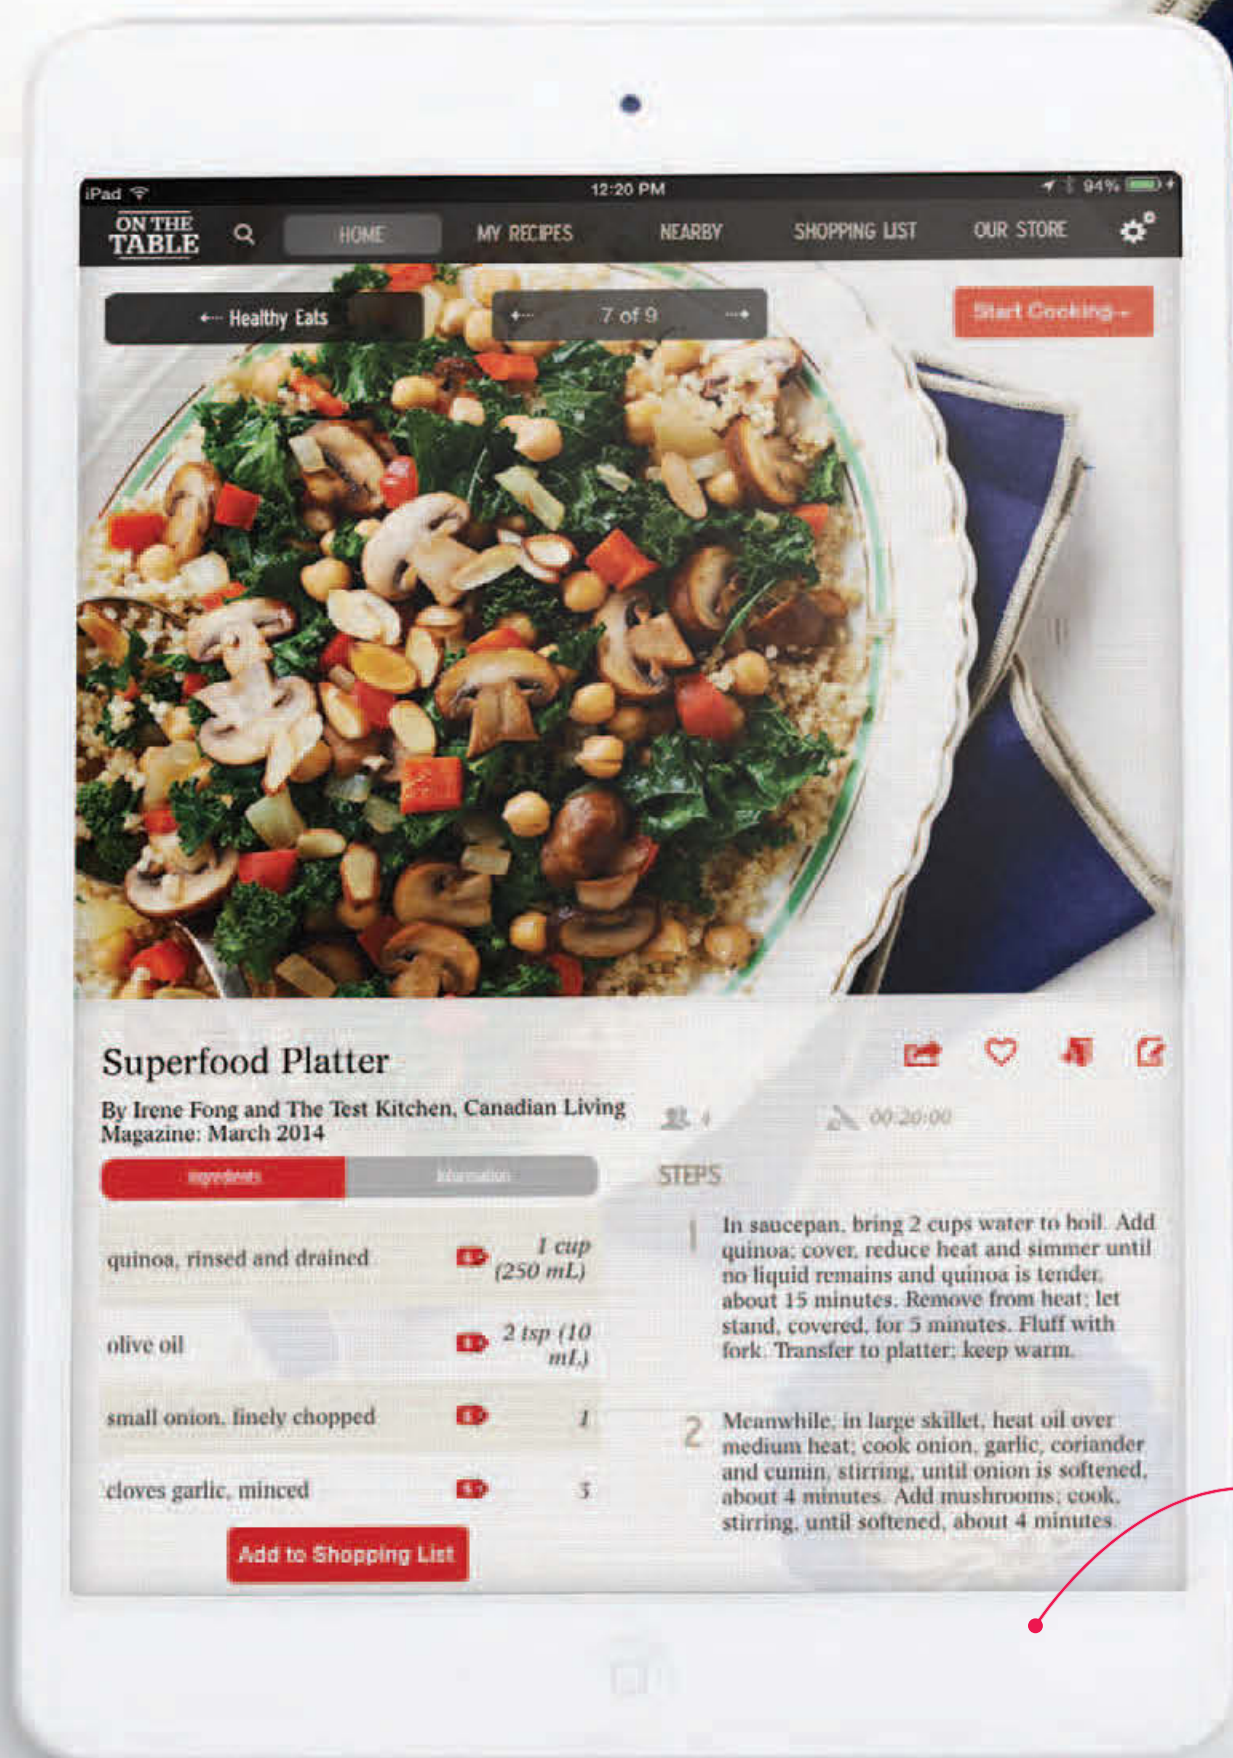 iPad
12:20 PM
94%
ON THE
TABLE
HOME
MY RECIPES
NEARBY
SHOPPING LIST
OUR STORE
Healthy Eats
7 of 9
Start Cooking
Superfood Platter
By Irene Fong and The Test Kitchen, Canadian Living
Magazine: March 2014
4
00:20:00
Ingredients
Information
quinoa, rinsed and drained
1 cup
(250 mL)
olive oil
2 tsp (10
mL)
small onion, finely chopped
1
cloves garlic, minced
3
Add to Shopping List
STEPS
1
In saucepan, bring 2 cups water to boil. Add
quinoa; cover, reduce heat and simmer until
no liquid remains and quinoa is tender,
about 15 minutes. Remove from heat; let
stand, covered, for 5 minutes. Fluff with
fork. Transfer to platter; keep warm.
2
Meanwhile, in large skillet, heat oil over
medium heat; cook onion, garlic, coriander
and cumin, stirring, until onion is softened,
about 4 minutes. Add mushrooms; cook,
stirring, until softened, about 4 minutes.